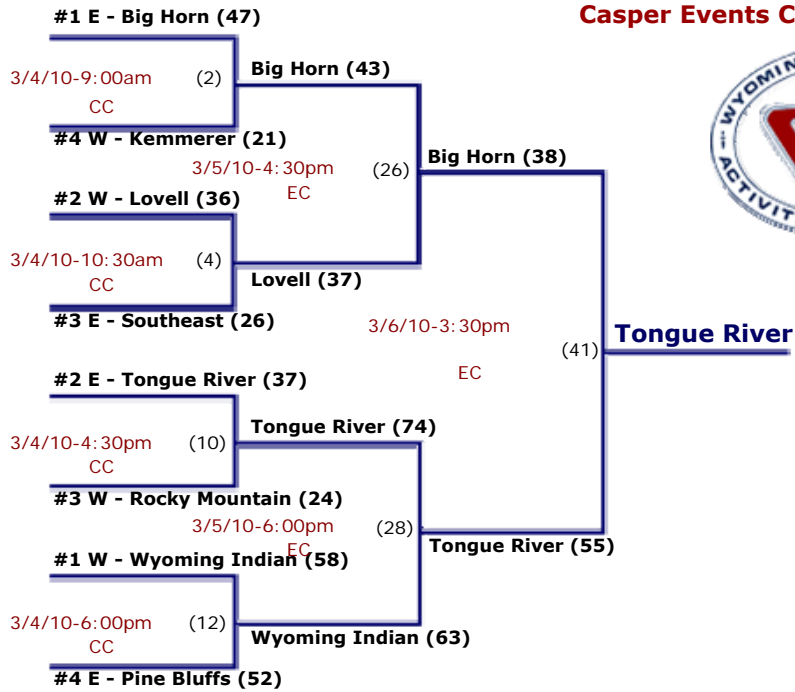 Casper Events C
#1 E - Big Horn (47)
3/4/10-9:00am (2)
CC
Big Horn (43)
#4 W - Kemmerer (21)
3/5/10-4:30pm (26)
EC
Big Horn (38)
#2 W - Lovell (36)
3/4/10-10:30am (4)
CC
Lovell (37)
#3 E - Southeast (26)
3/6/10-3:30pm
EC
(41)
Tongue River
#2 E - Tongue River (37)
3/4/10-4:30pm (10)
CC
Tongue River (74)
#3 W - Rocky Mountain (24)
3/5/10-6:00pm (28)
EC
Tongue River (55)
#1 W - Wyoming Indian (58)
3/4/10-6:00pm (12)
CC
Wyoming Indian (63)
#4 E - Pine Bluffs (52)